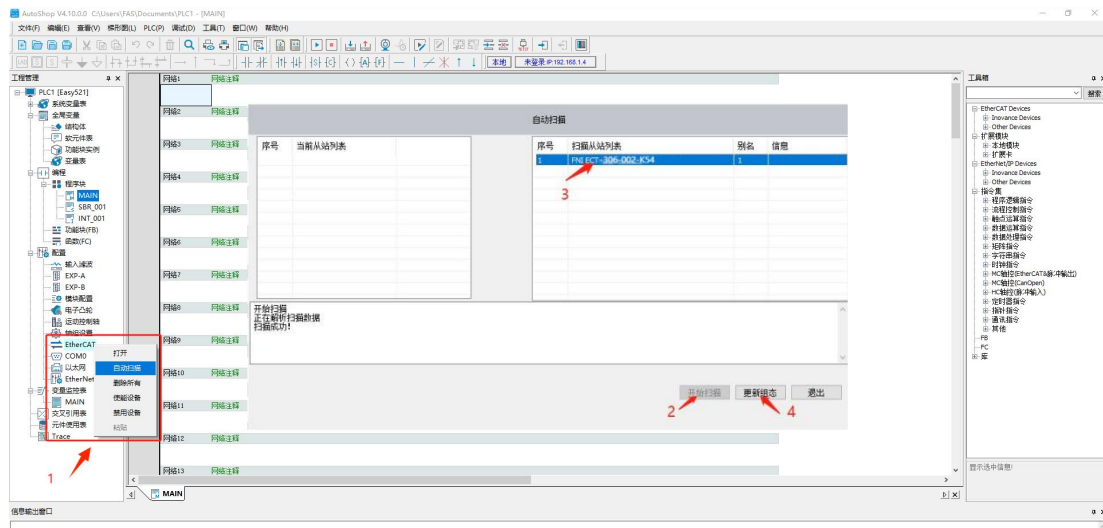 AutoShop V4.10.0.0 C:\Users\FAS\Documents\PLC1 - [MAIN]
文件(F) 编辑(E) 查看(V) 梯形图(L) PLC(P) 调试(D) 工具(T) 窗口(W) 帮助(H)
本地 未登录:IP:192.168.1.4
工程管理
PLC1 [Easy521]
系统变量表
全局变量
结构体
软元件表
功能块实例
变量表
编程
程序块
MAIN
SBR_001
INT_001
功能块(FB)
函数(FC)
配置
输入滤波
EXP-A
EXP-B
模块配置
电子凸轮
运动控制轴
轴组设置
EtherCAT
COM0
以太网
EtherNet
变量监控表
MAIN
交叉引用表
元件使用表
Trace
打开
自动扫描
删除所有
使能设备
禁用设备
粘贴
1
网络1 网络注释
网络2 网络注释
网络3 网络注释
网络4 网络注释
网络5 网络注释
网络6 网络注释
网络7 网络注释
网络8 网络注释
网络9 网络注释
网络10 网络注释
网络11 网络注释
网络12 网络注释
网络13 网络注释
自动扫描
序号 当前从站列表
序号 扫描从站列表 别名 信息
1 FNI ECT-306-002-K54 1
3
开始扫描
正在解析扫描数据
扫描成功!
开始扫描 更新组态 退出
2
4
MAIN
工具箱
搜索
EtherCAT Devices
Inovance Devices
Other Devices
扩展模块
本地模块
扩展卡
EtherNet/IP Devices
Inovance Devices
Other Devices
指令集
程序逻辑指令
流程控制指令
触点运算指令
数据运算指令
数据处理指令
矩阵指令
字符串指令
时钟指令
MC轴控(EtherCAT&脉冲输出)
MC轴控(CanOpen)
HC轴控(脉冲输入)
定时器指令
指针指令
通讯指令
其他
FB
FC
库
显示选中信息!
信息输出窗口